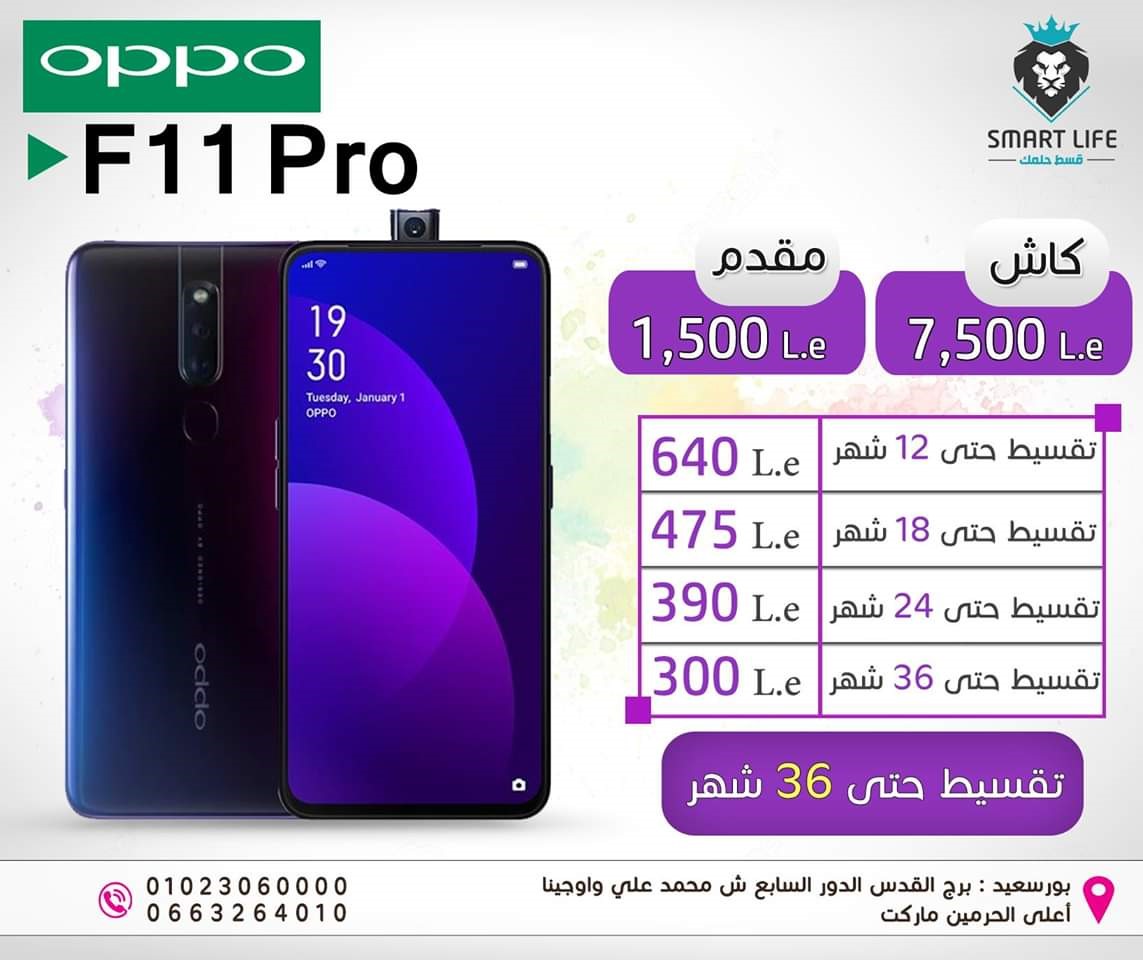 oppo
F11 Pro
SMART LIFE
قسط حلمك
كاش
7,500 L.e
مقدم
1,500 L.e
19
30
Tuesday, January 1
OPPO
DESIGNED BY OPPO
oppo
تقسيط حتى 12 شهر 640 L.e
تقسيط حتى 18 شهر 475 L.e
تقسيط حتى 24 شهر 390 L.e
تقسيط حتى 36 شهر 300 L.e
تقسيط حتى 36 شهر
بورسعيد : برج القدس الدور السابع ش محمد علي واوجينا
أعلى الحرمين ماركت
01023060000
0663264010